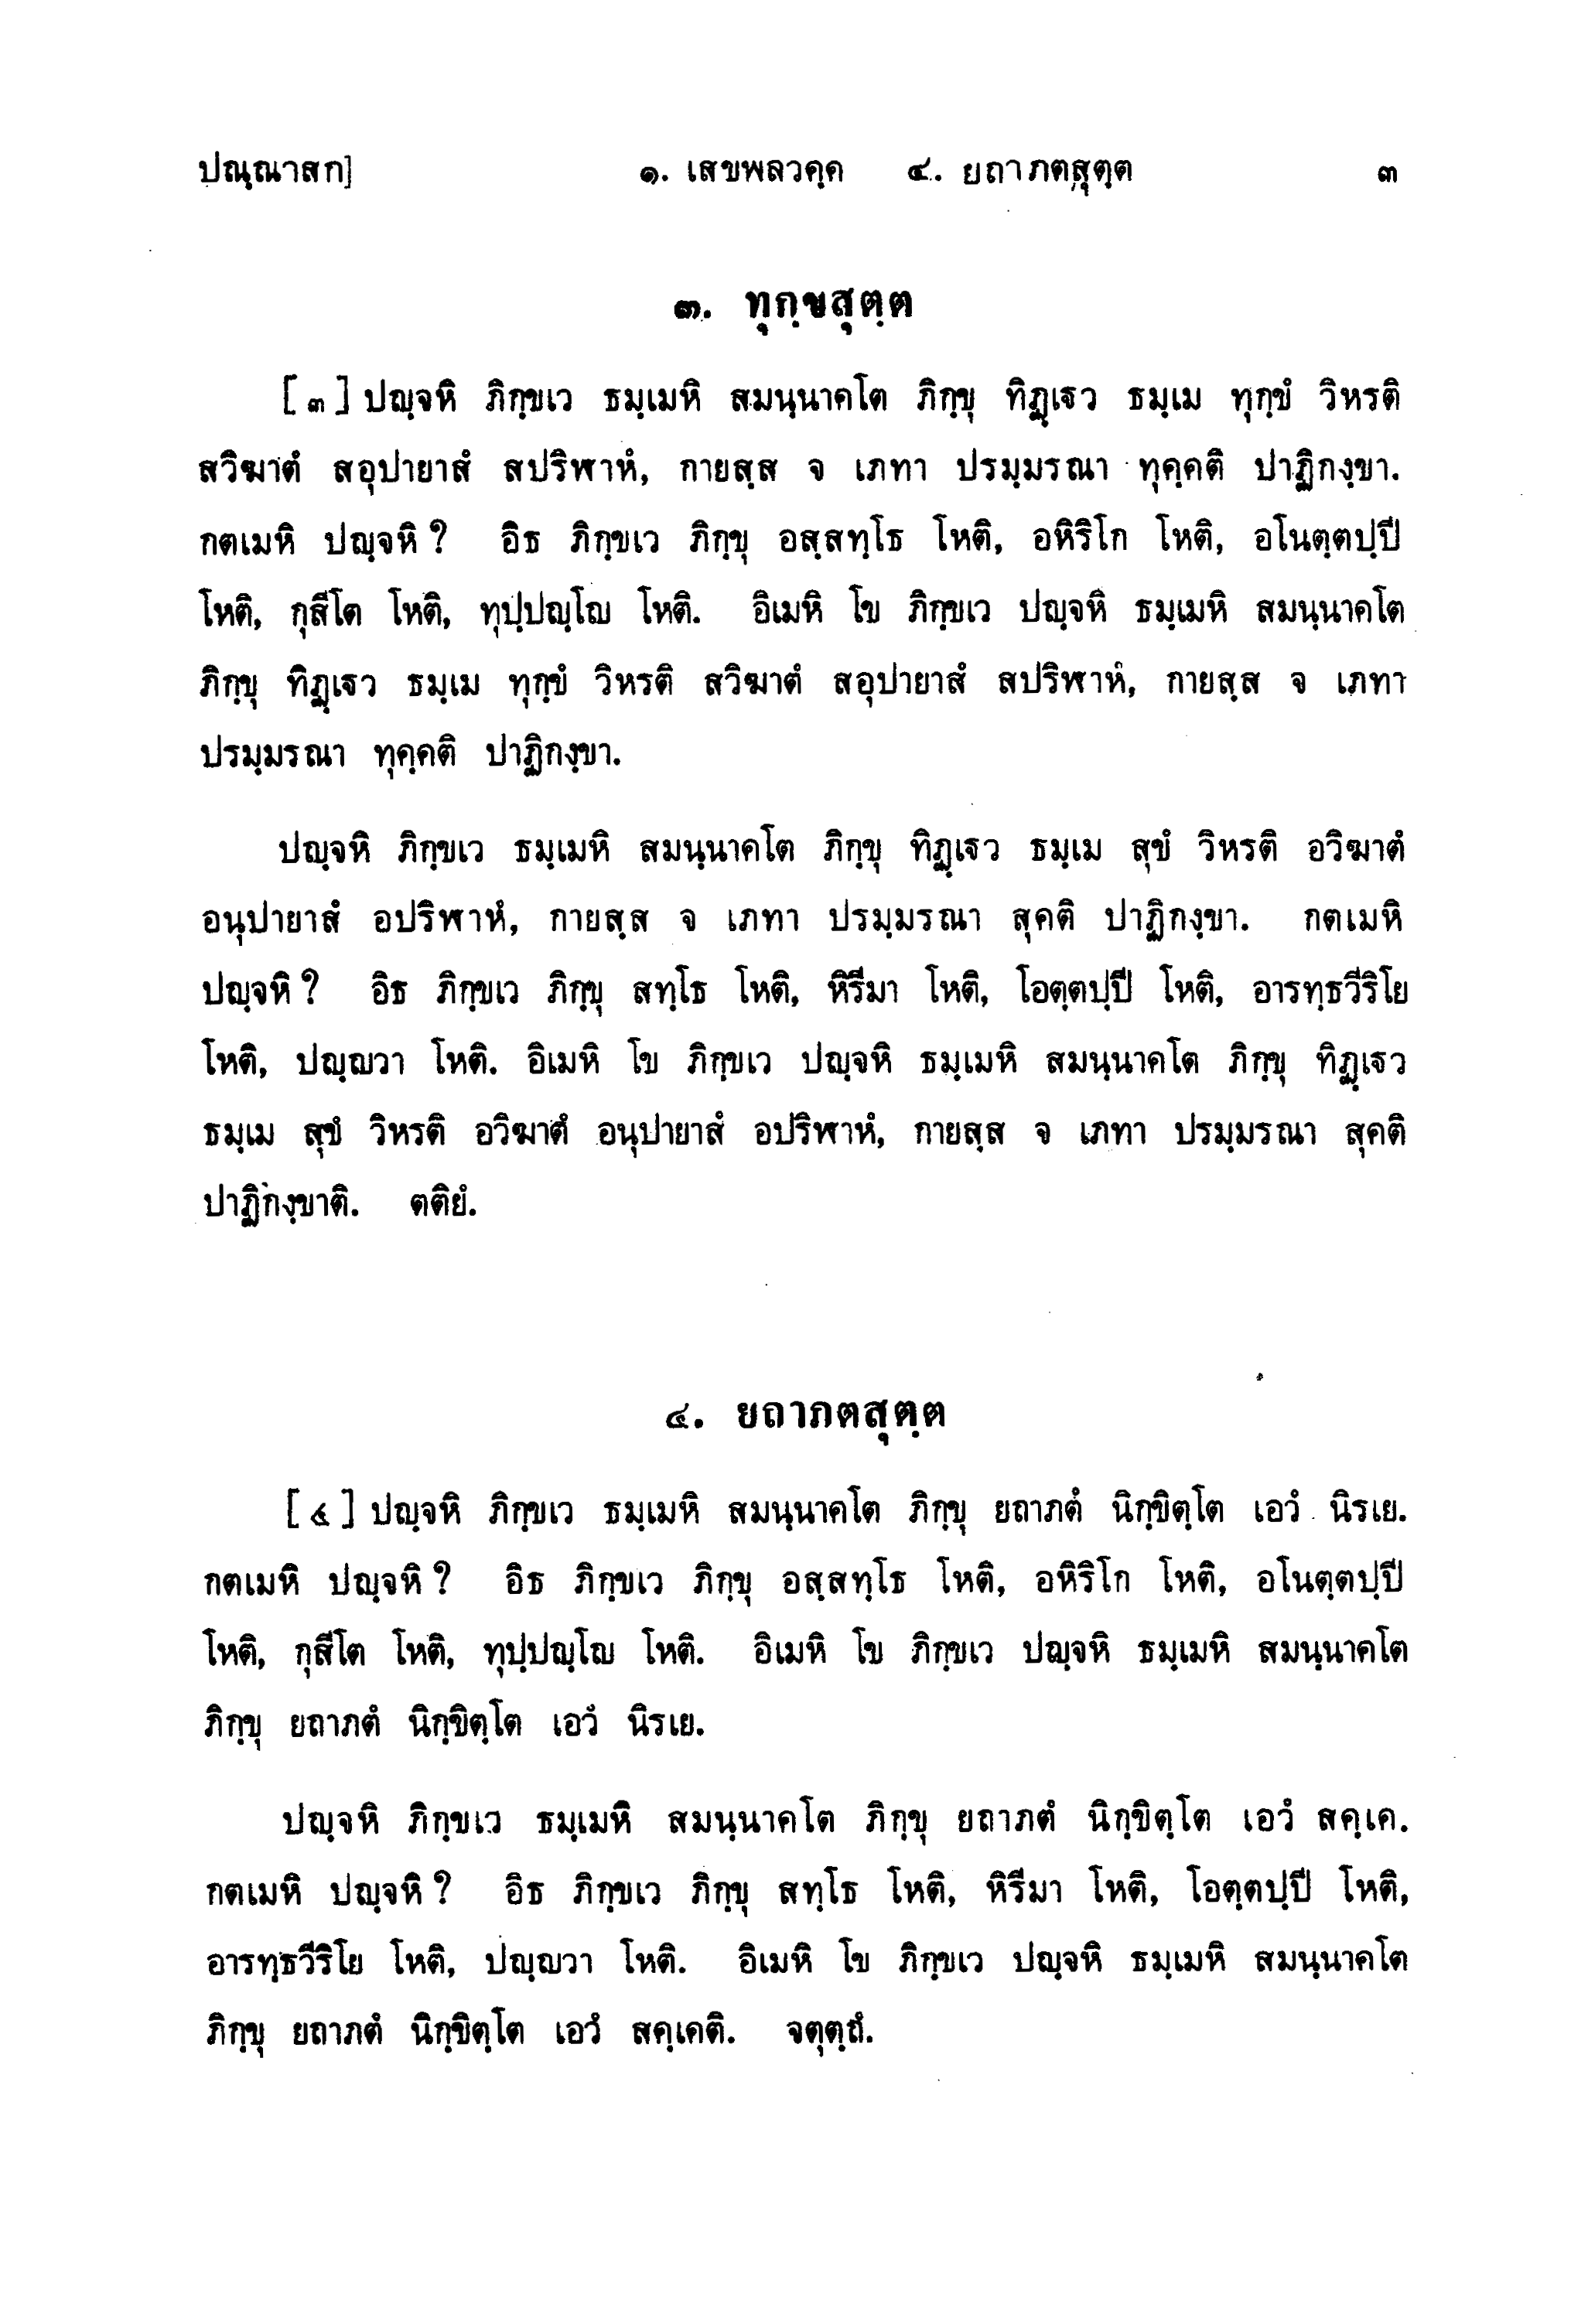 ปณฺณาสก] ๑. เสขพลวคฺค ๔. ยถาภตสุตฺต ๓
๓. ทุกฺขสุตฺต
[๓] ปญฺจหิ ภิกฺขเว ธมฺเมหิ สมนฺนาคโต ภิกฺขุ ทิฏฺเฐว ธมฺเม ทุกฺขํ วิหรติ
สวิฆาตํ สอุปายาสํ สปริฬาหํ, กายสฺส จ เภทา ปรมฺมรณา ทุคฺคติ ปาฏิกงฺขา.
กตเมหิ ปญฺจหิ ? อิธ ภิกฺขเว ภิกฺขุ อสฺสทฺโธ โหติ, อหิริโก โหติ, อโนตฺตปฺปี
โหติ, กุสีโต โหติ, ทุปฺปญฺโญ โหติ. อิเมหิ โข ภิกฺขเว ปญฺจหิ ธมฺเมหิ สมนฺนาคโต
ภิกฺขุ ทิฏฺเฐว ธมฺเม ทุกฺขํ วิหรติ สวิฆาตํ สอุปายาสํ สปริฬาหํ, กายสฺส จ เภทา
ปรมฺมรณา ทุคฺคติ ปาฏิกงฺขา.
ปญฺจหิ ภิกฺขเว ธมฺเมหิ สมนฺนาคโต ภิกฺขุ ทิฏฺเฐว ธมฺเม สุขํ วิหรติ อวิฆาตํ
อนุปายาสํ อปริฬาหํ, กายสฺส จ เภทา ปรมฺมรณา สุคติ ปาฏิกงฺขา. กตเมหิ
ปญฺจหิ ? อิธ ภิกฺขเว ภิกฺขุ สทฺโธ โหติ, หิรีมา โหติ, โอตฺตปฺปี โหติ, อารทฺธวีริโย
โหติ, ปญฺญวา โหติ. อิเมหิ โข ภิกฺขเว ปญฺจหิ ธมฺเมหิ สมนฺนาคโต ภิกฺขุ ทิฏฺเฐว
ธมฺเม สุขํ วิหรติ อวิฆาตํ อนุปายาสํ อปริฬาหํ, กายสฺส จ เภทา ปรมฺมรณา สุคติ
ปาฏิกงฺขาติ. ตติยํ.
๔. ยถาภตสุตฺต
[๔] ปญฺจหิ ภิกฺขเว ธมฺเมหิ สมนฺนาคโต ภิกฺขุ ยถาภตํ นิกฺขิตฺโต เอวํ นิรเย.
กตเมหิ ปญฺจหิ ? อิธ ภิกฺขเว ภิกฺขุ อสฺสทฺโธ โหติ, อหิริโก โหติ, อโนตฺตปฺปี
โหติ, กุสีโต โหติ, ทุปฺปญฺโญ โหติ. อิเมหิ โข ภิกฺขเว ปญฺจหิ ธมฺเมหิ สมนฺนาคโต
ภิกฺขุ ยถาภตํ นิกฺขิตฺโต เอวํ นิรเย.
ปญฺจหิ ภิกฺขเว ธมฺเมหิ สมนฺนาคโต ภิกฺขุ ยถาภตํ นิกฺขิตฺโต เอวํ สคฺเค.
กตเมหิ ปญฺจหิ ? อิธ ภิกฺขเว ภิกฺขุ สทฺโธ โหติ, หิรีมา โหติ, โอตฺตปฺปี โหติ,
อารทฺธวีริโย โหติ, ปญฺญวา โหติ. อิเมหิ โข ภิกฺขเว ปญฺจหิ ธมฺเมหิ สมนฺนาคโต
ภิกฺขุ ยถาภตํ นิกฺขิตฺโต เอวํ สคฺเคติ. จตุตฺถํ.